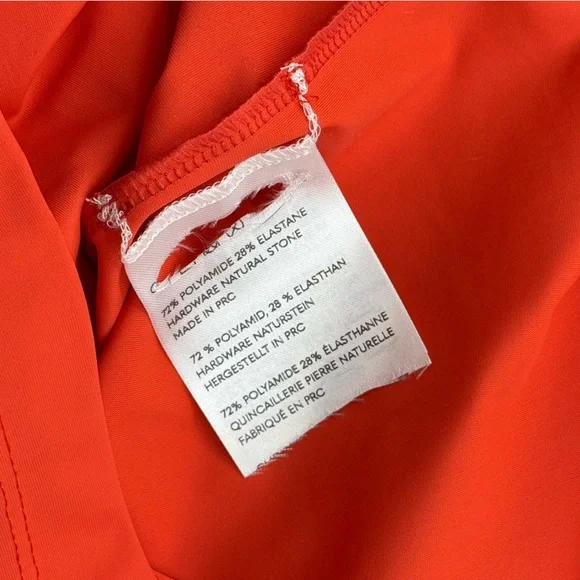 72% POLYAMIDE 28% ELASTANE
HARDWARE NATURAL STONE
MADE IN PRC
72 % POLYAMID, 28 % ELASTHAN
HARDWARE NATURSTEIN
HERGESTELLT IN PRC
72% POLYAMIDE 28% ÉLASTHANNE
QUINCAILLERIE PIERRE NATURELLE
FABRIQUÉ EN PRC